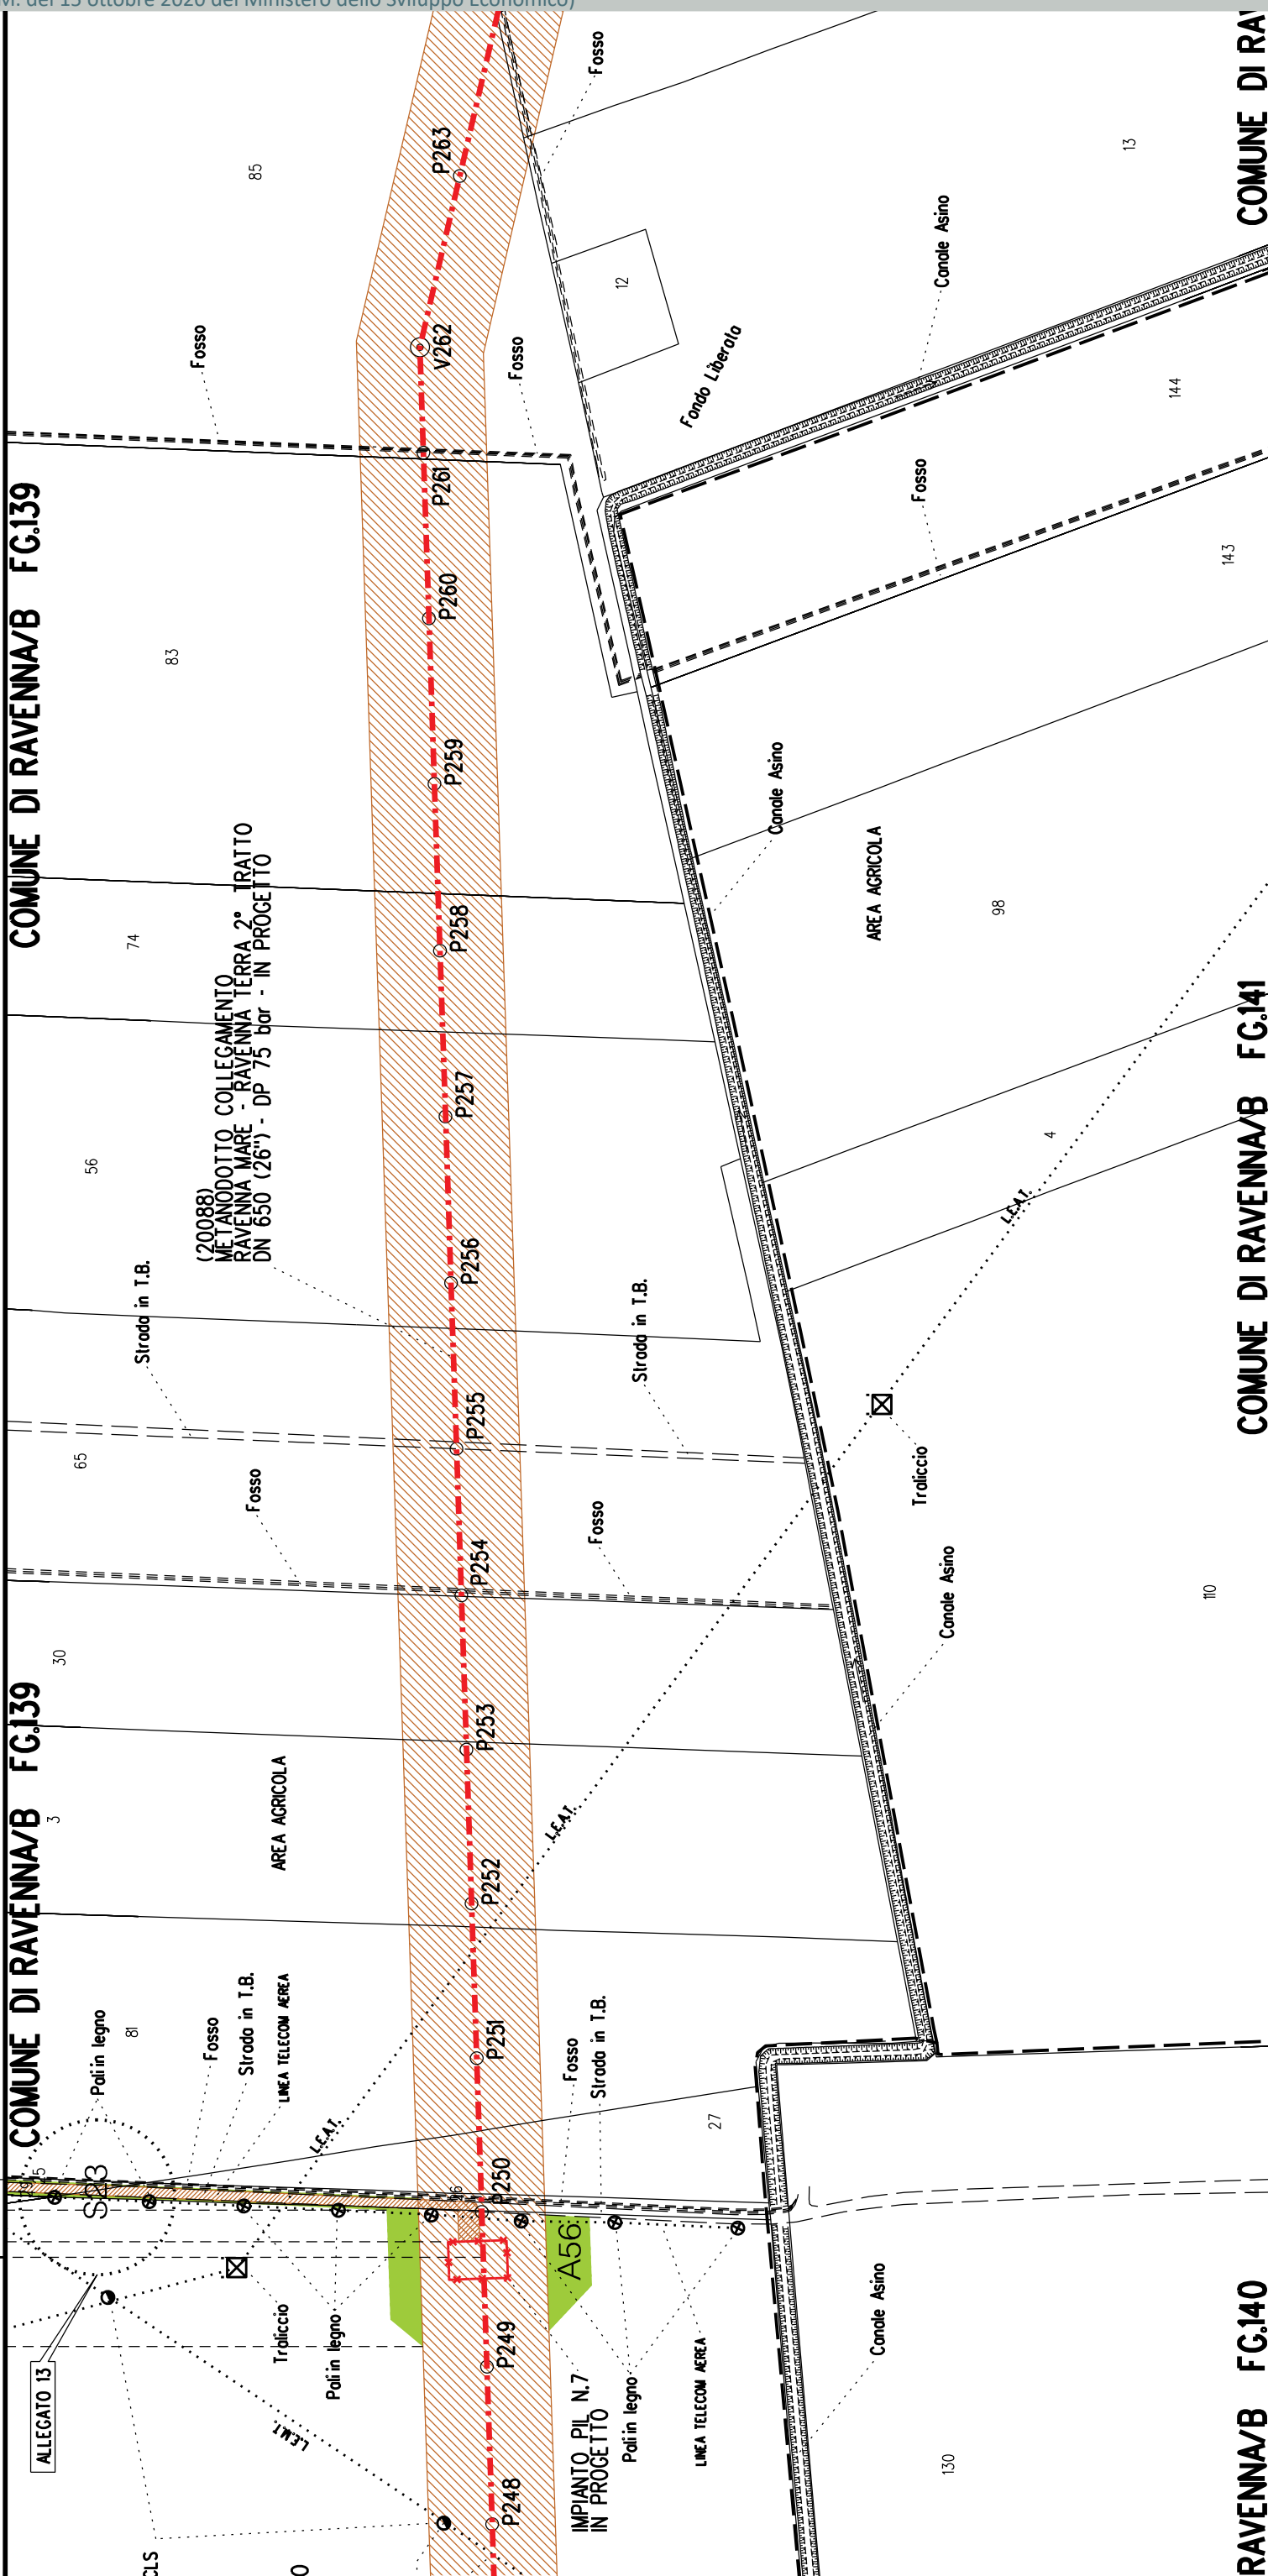 M. del 15 ottobre 2020 del Ministero dello Sviluppo Economico)
COMUNE DI RAVENNA/B FG.139
COMUNE DI RAVENNA/B FG.139
COMUNE DI RAV
COMUNE DI RAVENNA/B FG.141
RAVENNA/B FG.140
(20088)
METANODOTTO COLLEGAMENTO
RAVENNA MARE - RAVENNA TERRA 2° TRATTO
DN 650 (26") - DP 75 bar - IN PROGETTO
P263
V262
P261
P260
P259
P258
P257
P256
P255
P254
P253
P252
P251
P250
P249
P248
Fosso
85
13
12
Canale Asino
Fosso
Fosso
Fondo Liberala
144
Fosso
143
83
Canale Asino
AREA AGRICOLA
98
74
56
4
L.E.A.T.
Strada in T.B.
Strada in T.B.
65
Traliccio
Fosso
Fosso
Canale Asino
110
30
3
AREA AGRICOLA
L.E.A.T.
81
Pali in legno
Fosso
Strada in T.B.
LINEA TELECOM AEREA
L.E.A.T.
Fosso
Strada in T.B.
27
A56
Traliccio
Pali in legno
ALLEGATO 13
L.E.M.T.
IMPIANTO PIL N.7
IN PROGETTO
Pali in legno
LINEA TELECOM AEREA
Canale Asino
130
CLS